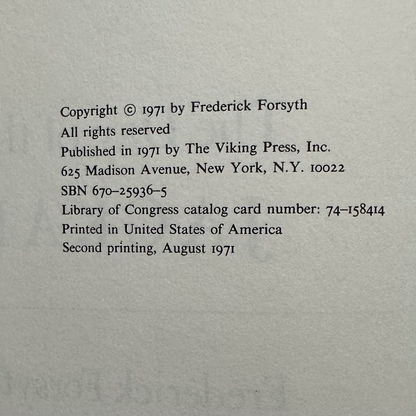 Copyright © 1971 by Frederick Forsyth
All rights reserved
Published in 1971 by The Viking Press, Inc.
625 Madison Avenue, New York, N.Y. 10022
SBN 670-25936-5
Library of Congress catalog card number: 74-158414
Printed in United States of America
Second printing, August 1971